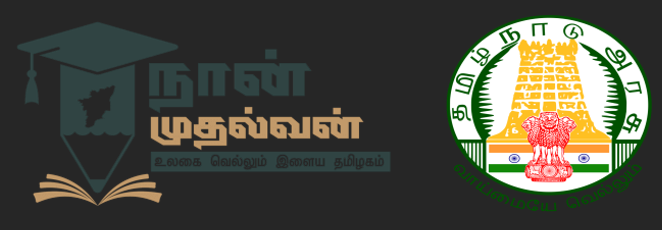 நான்
முதல்வன்
உலகை வெல்லும் இளைய தமிழகம்
தமிழ்நாடு அரசு
வாய்மையே வெல்லும்